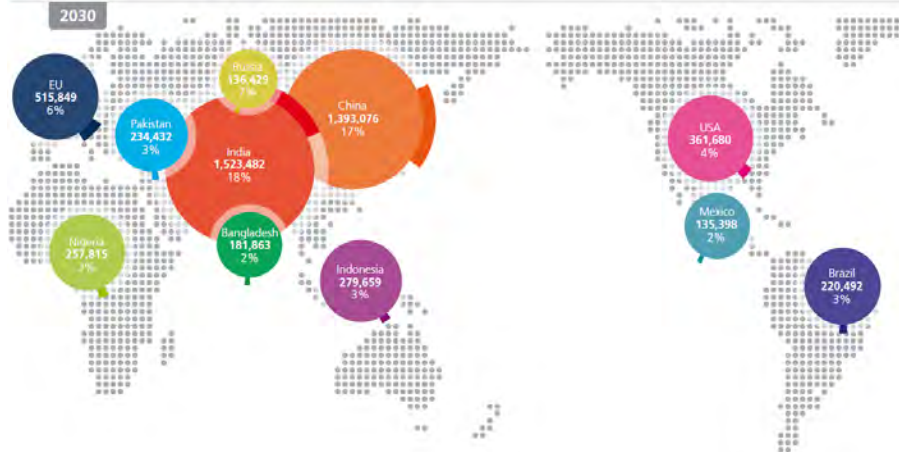 2030
EU
515,849
6%
Pakistan
234,432
3%
Russia
136,429
India
1,523,482
18%
China
1,393,076
17%
Bangladesh
181,863
2%
Nigeria
257,815
Indonesia
279,659
3%
USA
361,680
4%
Mexico
135,398
2%
Brazil
220,492
3%